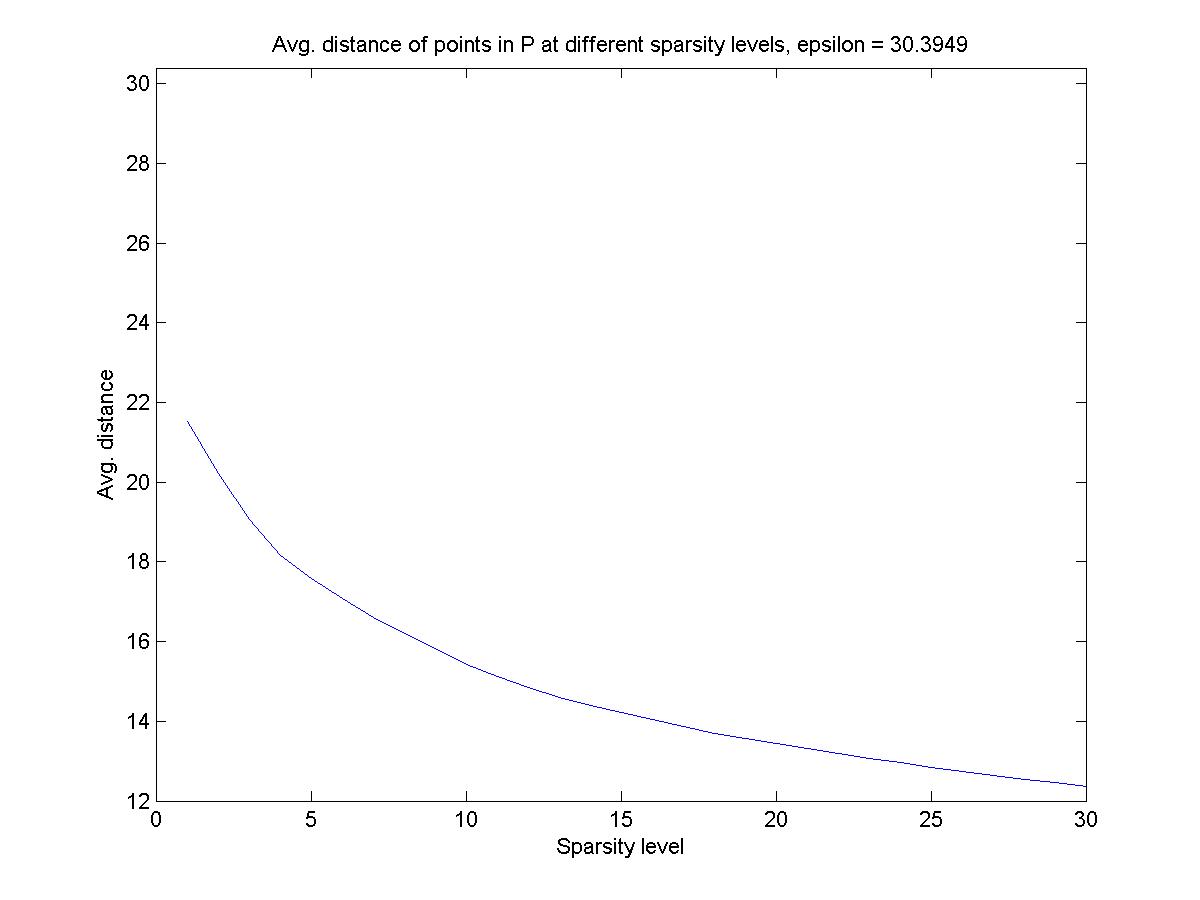 Avg. distance of points in P at different sparsity levels, epsilon = 30.3949
30
28
26
24
22
20
18
16
14
12
Avg. distance
0 5 10 15 20 25 30
Sparsity level